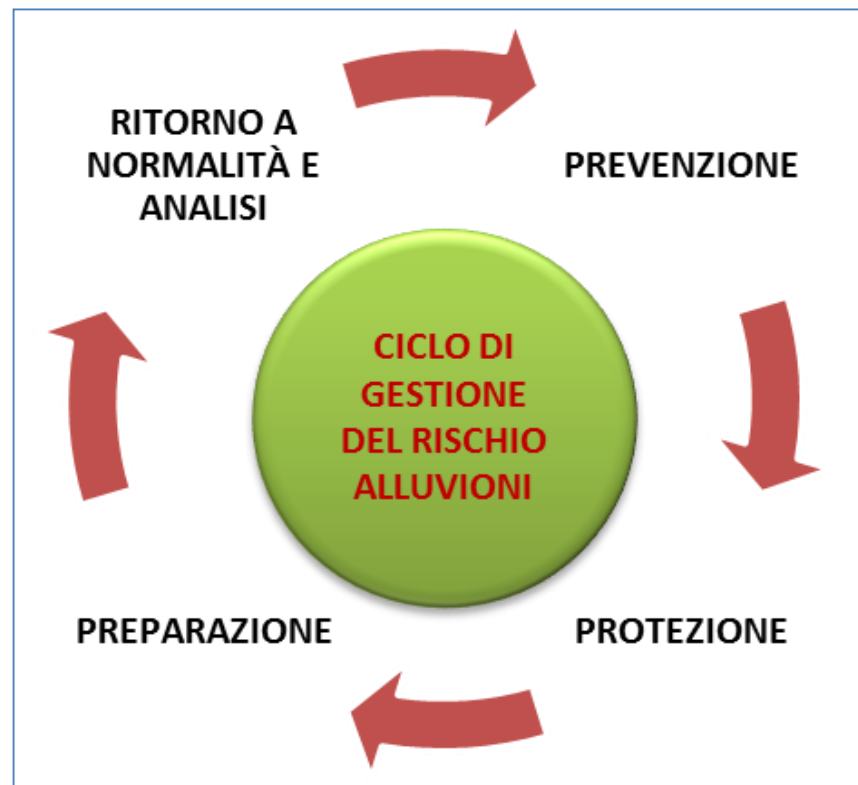 RITORNO A
NORMALITÀ E
ANALISI
PREVENZIONE
CICLO DI
GESTIONE
DEL RISCHIO
ALLUVIONI
PREPARAZIONE
PROTEZIONE